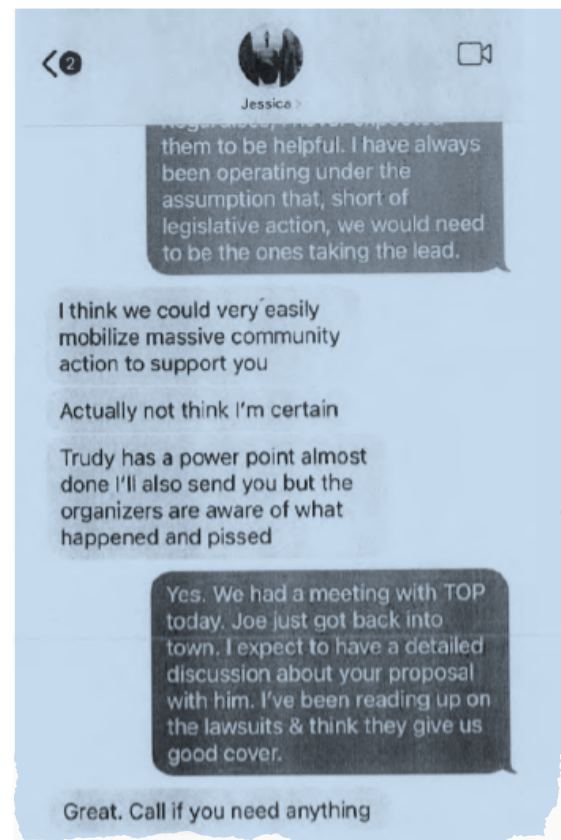 2
Jessica >
them to be helpful. I have always
been operating under the
assumption that, short of
legislative action, we would need
to be the ones taking the lead.
I think we could very easily
mobilize massive community
action to support you
Actually not think I'm certain
Trudy has a power point almost
done I'll also send you but the
organizers are aware of what
happened and pissed
Yes. We had a meeting with TOP
today. Joe just got back into
town. I expect to have a detailed
discussion about your proposal
with him. I've been reading up on
the lawsuits & think they give us
good cover.
Great. Call if you need anything